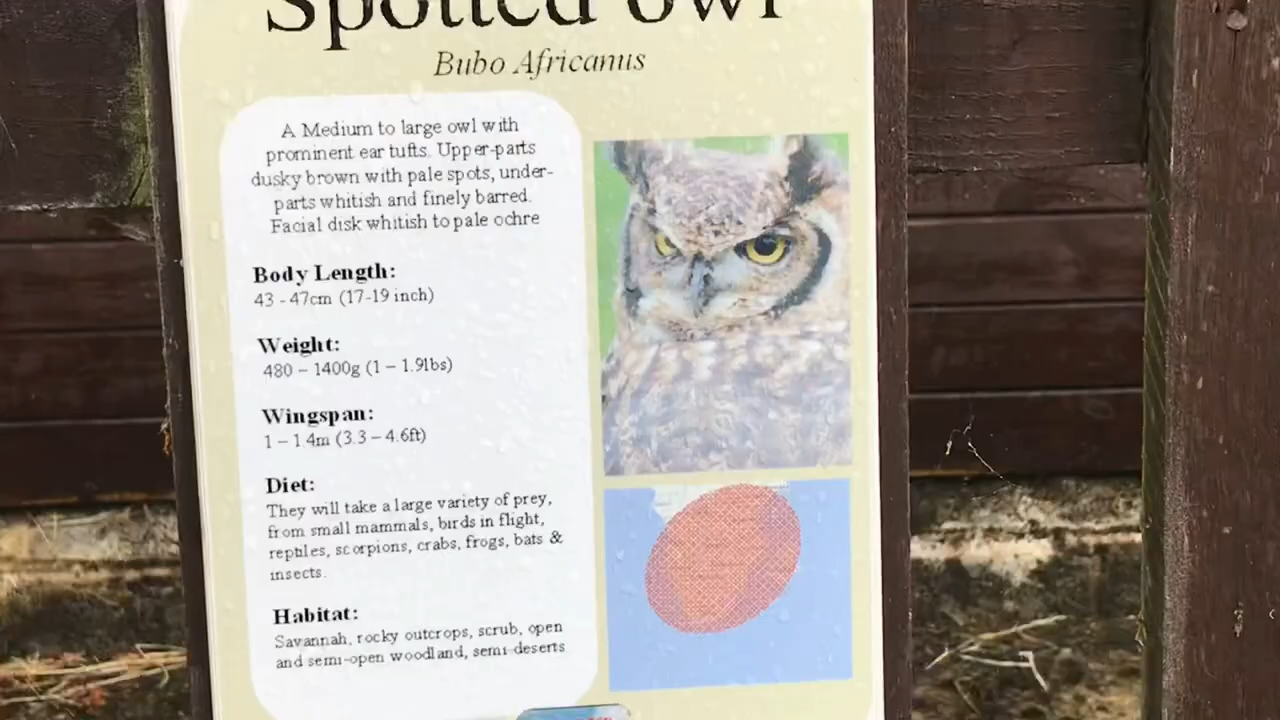 Spotted owl
Bubo Africanus
A Medium to large owl with
prominent ear tufts. Upper-parts
dusky brown with pale spots, under-
parts whitish and finely barred.
Facial disk whitish to pale ochre
Body Length:
43 - 47cm (17-19 inch)
Weight:
480 – 1400g (1 – 1.9lbs)
Wingspan:
1 – 1.4m (3.3 – 4.6ft)
Diet:
They will take a large variety of prey,
from small mammals, birds in flight,
reptiles, scorpions, crabs, frogs, bats &
insects.
Habitat:
Savannah, rocky outcrops, scrub, open
and semi-open woodland, semi-deserts